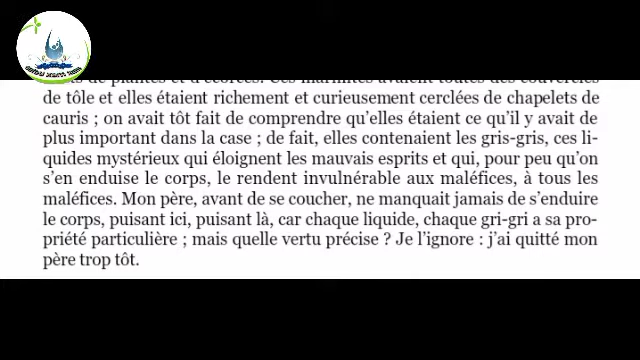 de tôle et elles étaient richement et curieusement cerclées de chapelets de
cauris ; on avait tôt fait de comprendre qu’elles étaient ce qu’il y avait de
plus important dans la case ; de fait, elles contenaient les gris-gris, ces li-
quides mystérieux qui éloignent les mauvais esprits et qui, pour peu qu’on
s’en enduise le corps, le rendent invulnérable aux maléfices, à tous les
maléfices. Mon père, avant de se coucher, ne manquait jamais de s’enduire
le corps, puisant ici, puisant là, car chaque liquide, chaque gri-gri a sa pro-
priété particulière ; mais quelle vertu précise ? Je l’ignore : j’ai quitté mon
père trop tôt.